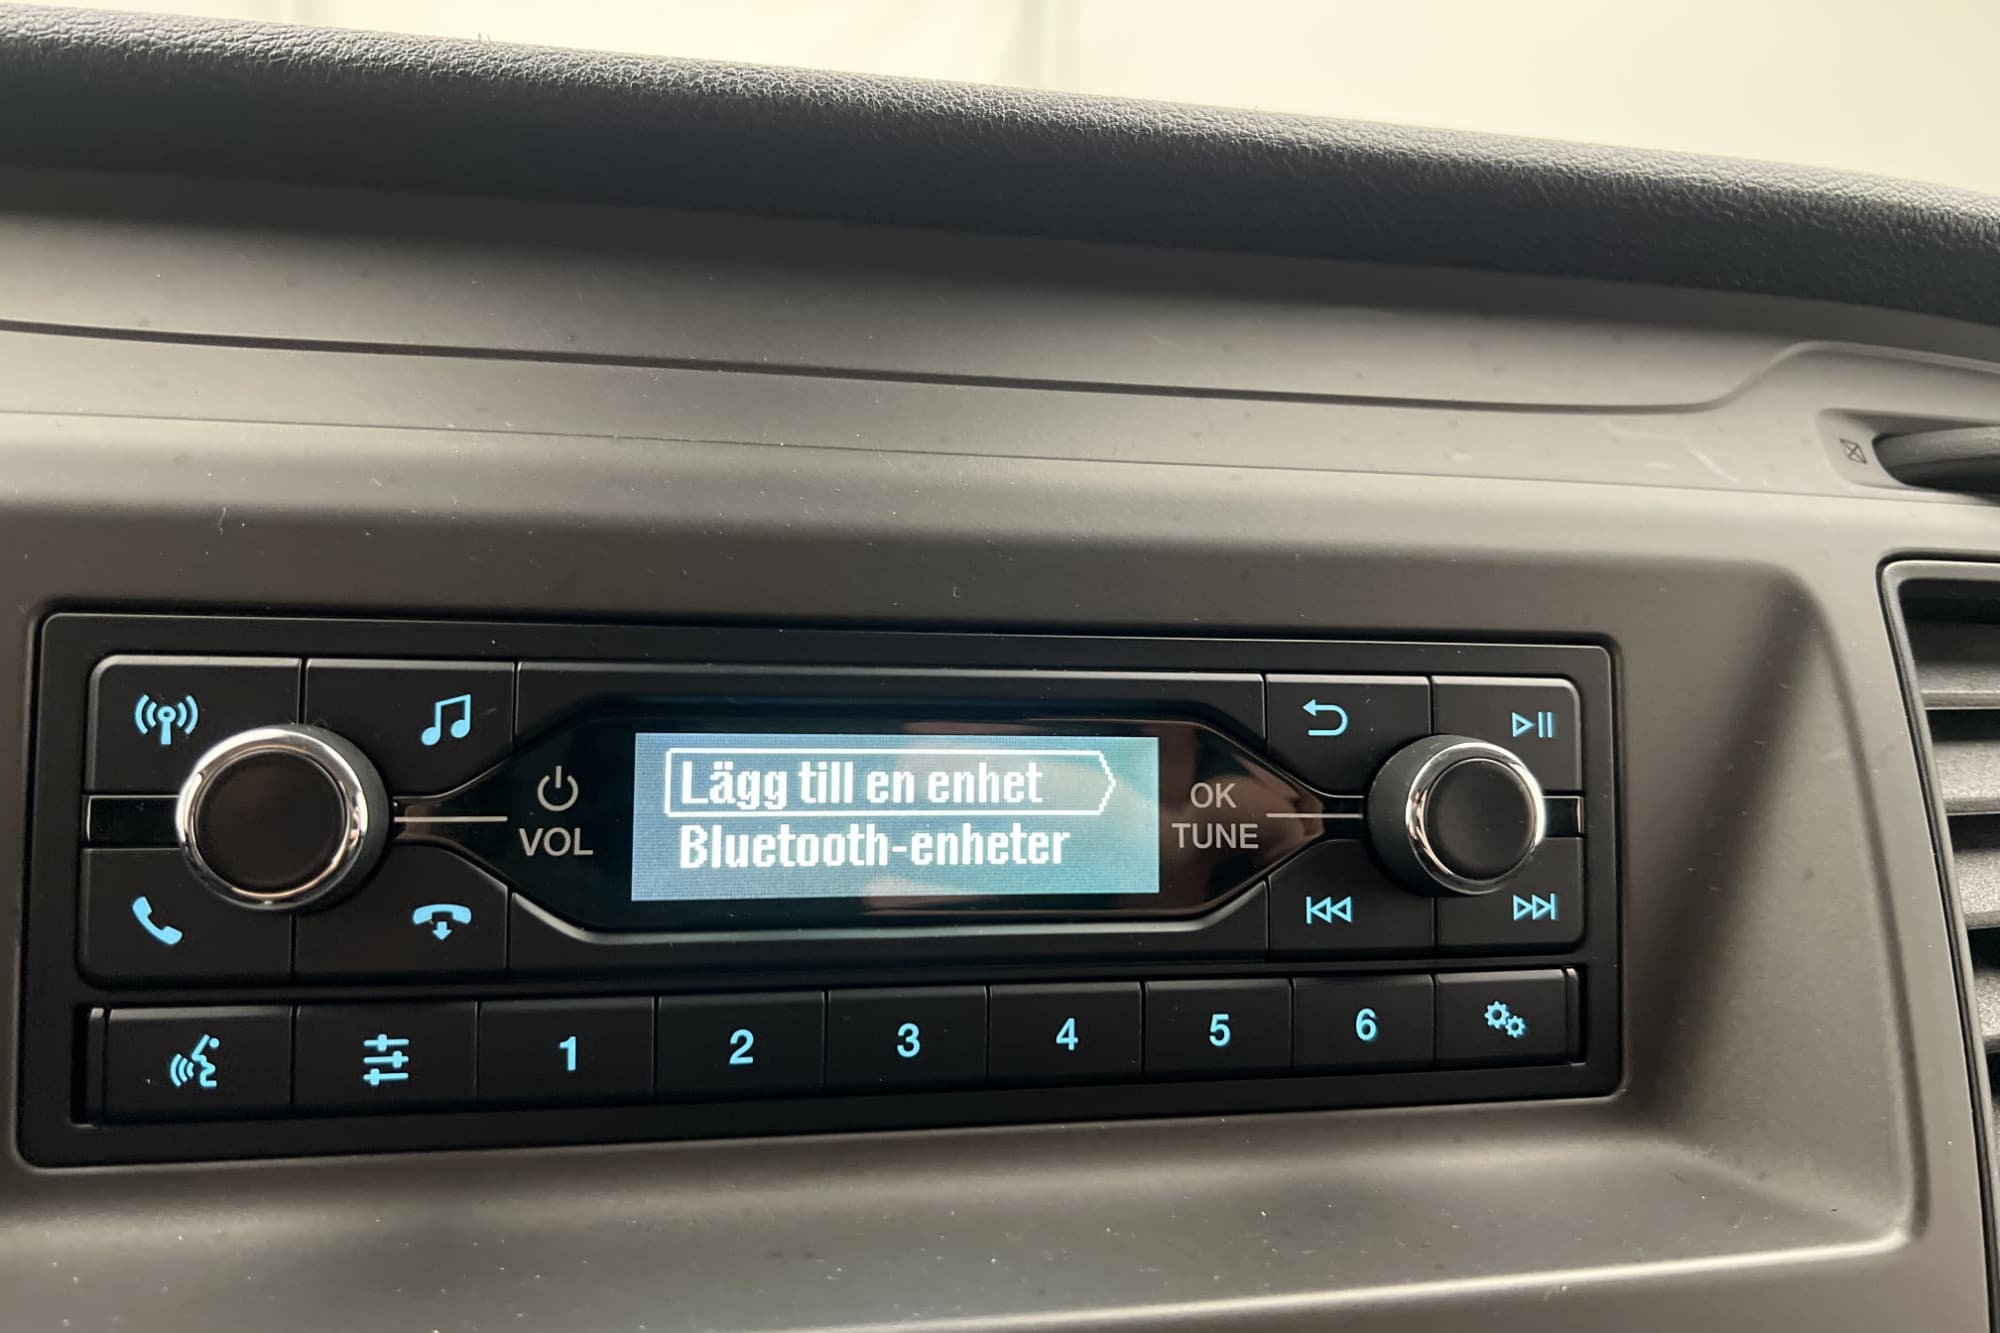 Lägg till en enhet
VOL
OK
TUNE
Bluetooth-enheter
1 2 3 4 5 6